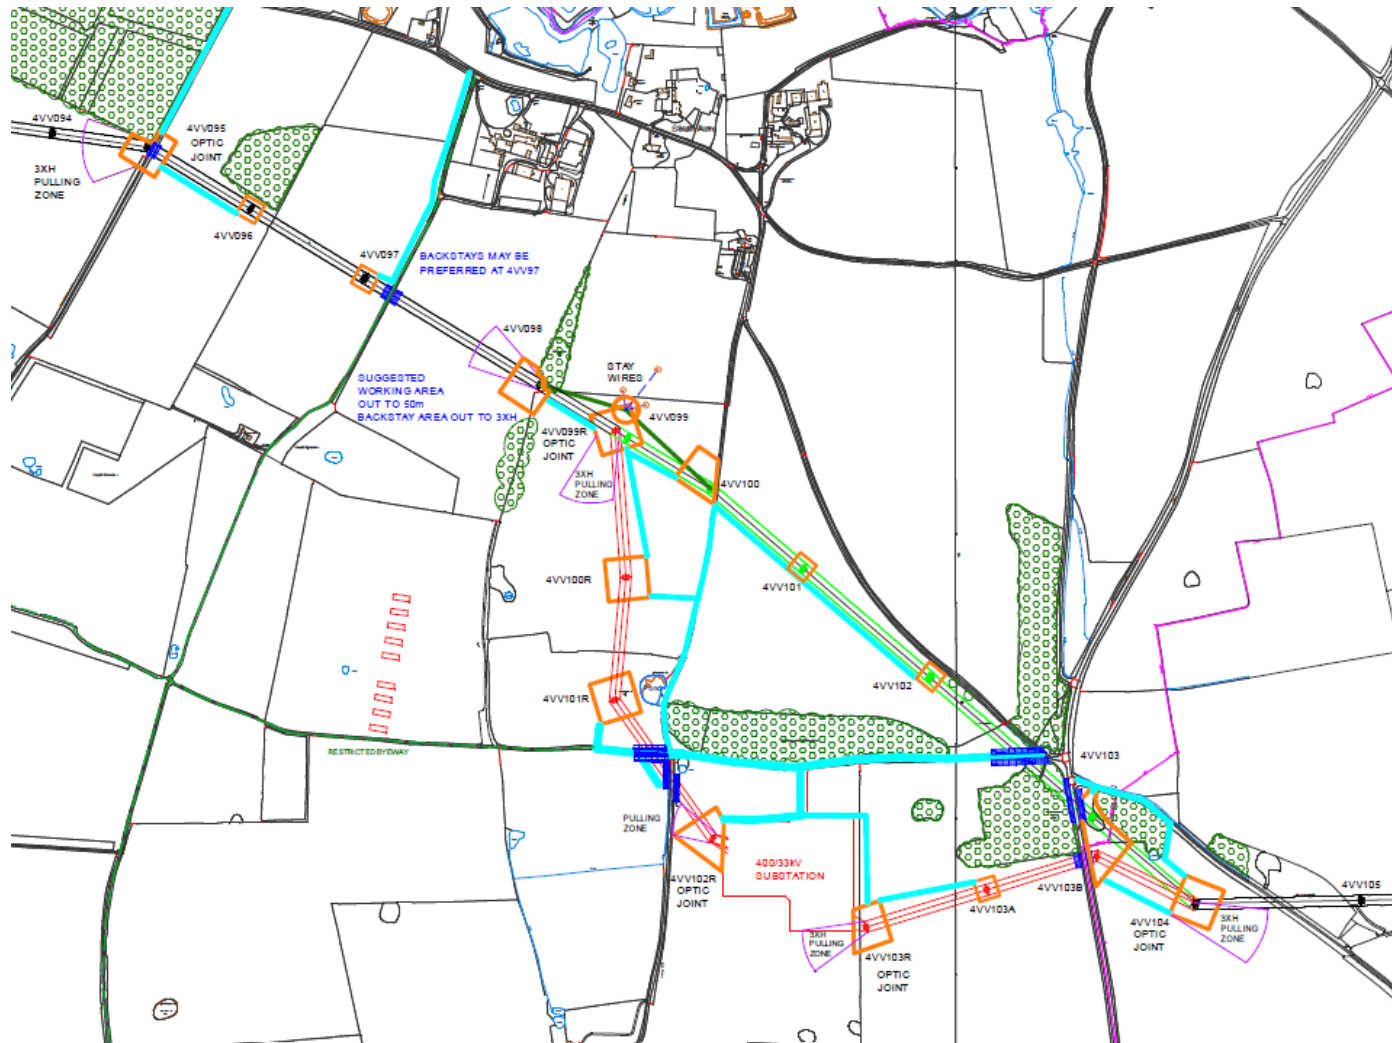 4VV094
4VV095
OPTIC
JOINT
3XH
PULLING
ZONE
4VV096
4VV097
BACKSTAYS MAY BE
PREFERRED AT 4VV97
4VV098
STAY
WIRES
SUGGESTED
WORKING AREA
OUT TO 50m
BACKSTAY AREA OUT TO 3XH
4VV099
4VV099R
OPTIC
JOINT
3XH
PULLING
ZONE
4VV100
4VV100R
4VV101
4VV101R
4VV102
RESTRICTED BYEWAY
4VV103
PULLING
ZONE
400/33kV
SUBSTATION
4VV102R
OPTIC
JOINT
4VV103B
4VV103A
4VV105
4VV104
OPTIC
JOINT
3XH
PULLING
ZONE
3XH
PULLING
ZONE
4VV103R
OPTIC
JOINT